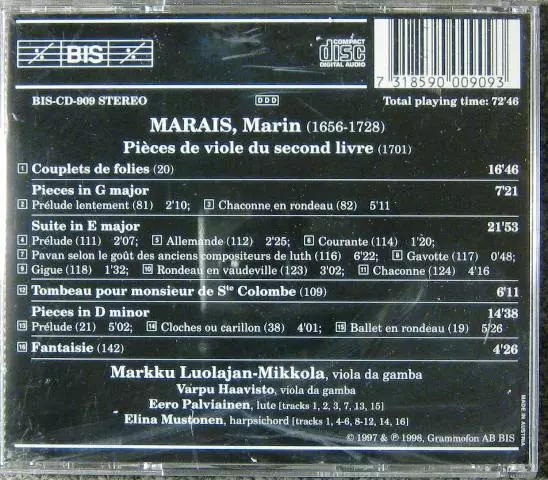 BIS
COMPACT
disc
DIGITAL AUDIO
7 318590 009093
BIS-CD-909 STEREO
DDD
Total playing time: 72'46
MARAIS, Marin (1656-1728)
Pièces de viole du second livre (1701)
1 Couplets de folies (20) 16'46
Pieces in G major 7'21
2 Prélude lentement (81) 2'10; 3 Chaconne en rondeau (82) 5'11
Suite in E major 21'53
4 Prélude (111) 2'07; 5 Allemande (112) 2'25; 6 Courante (114) 1'20;
7 Pavan selon le goût des anciens compositeurs de luth (116) 6'22; 8 Gavotte (117) 0'48;
9 Gigue (118) 1'32; 10 Rondeau en vaudeville (123) 3'02; 11 Chaconne (124) 4'16
12 Tombeau pour monsieur de Ste Colombe (109) 6'11
Pieces in D minor 14'38
13 Prélude (21) 5'02; 14 Cloches ou carillon (38) 4'01; 15 Ballet en rondeau (19) 5'26
16 Fantaisie (142) 4'26
Markku Luolajan-Mikkola, viola da gamba
Varpu Haavisto, viola da gamba
Eero Palviainen, lute [tracks 1, 2, 3, 7, 13, 15]
Elina Mustonen, harpsichord [tracks 1, 4-6, 8-12, 14, 16]
© 1997 & ℗ 1998, Grammofon AB BIS
MADE IN AUSTRIA